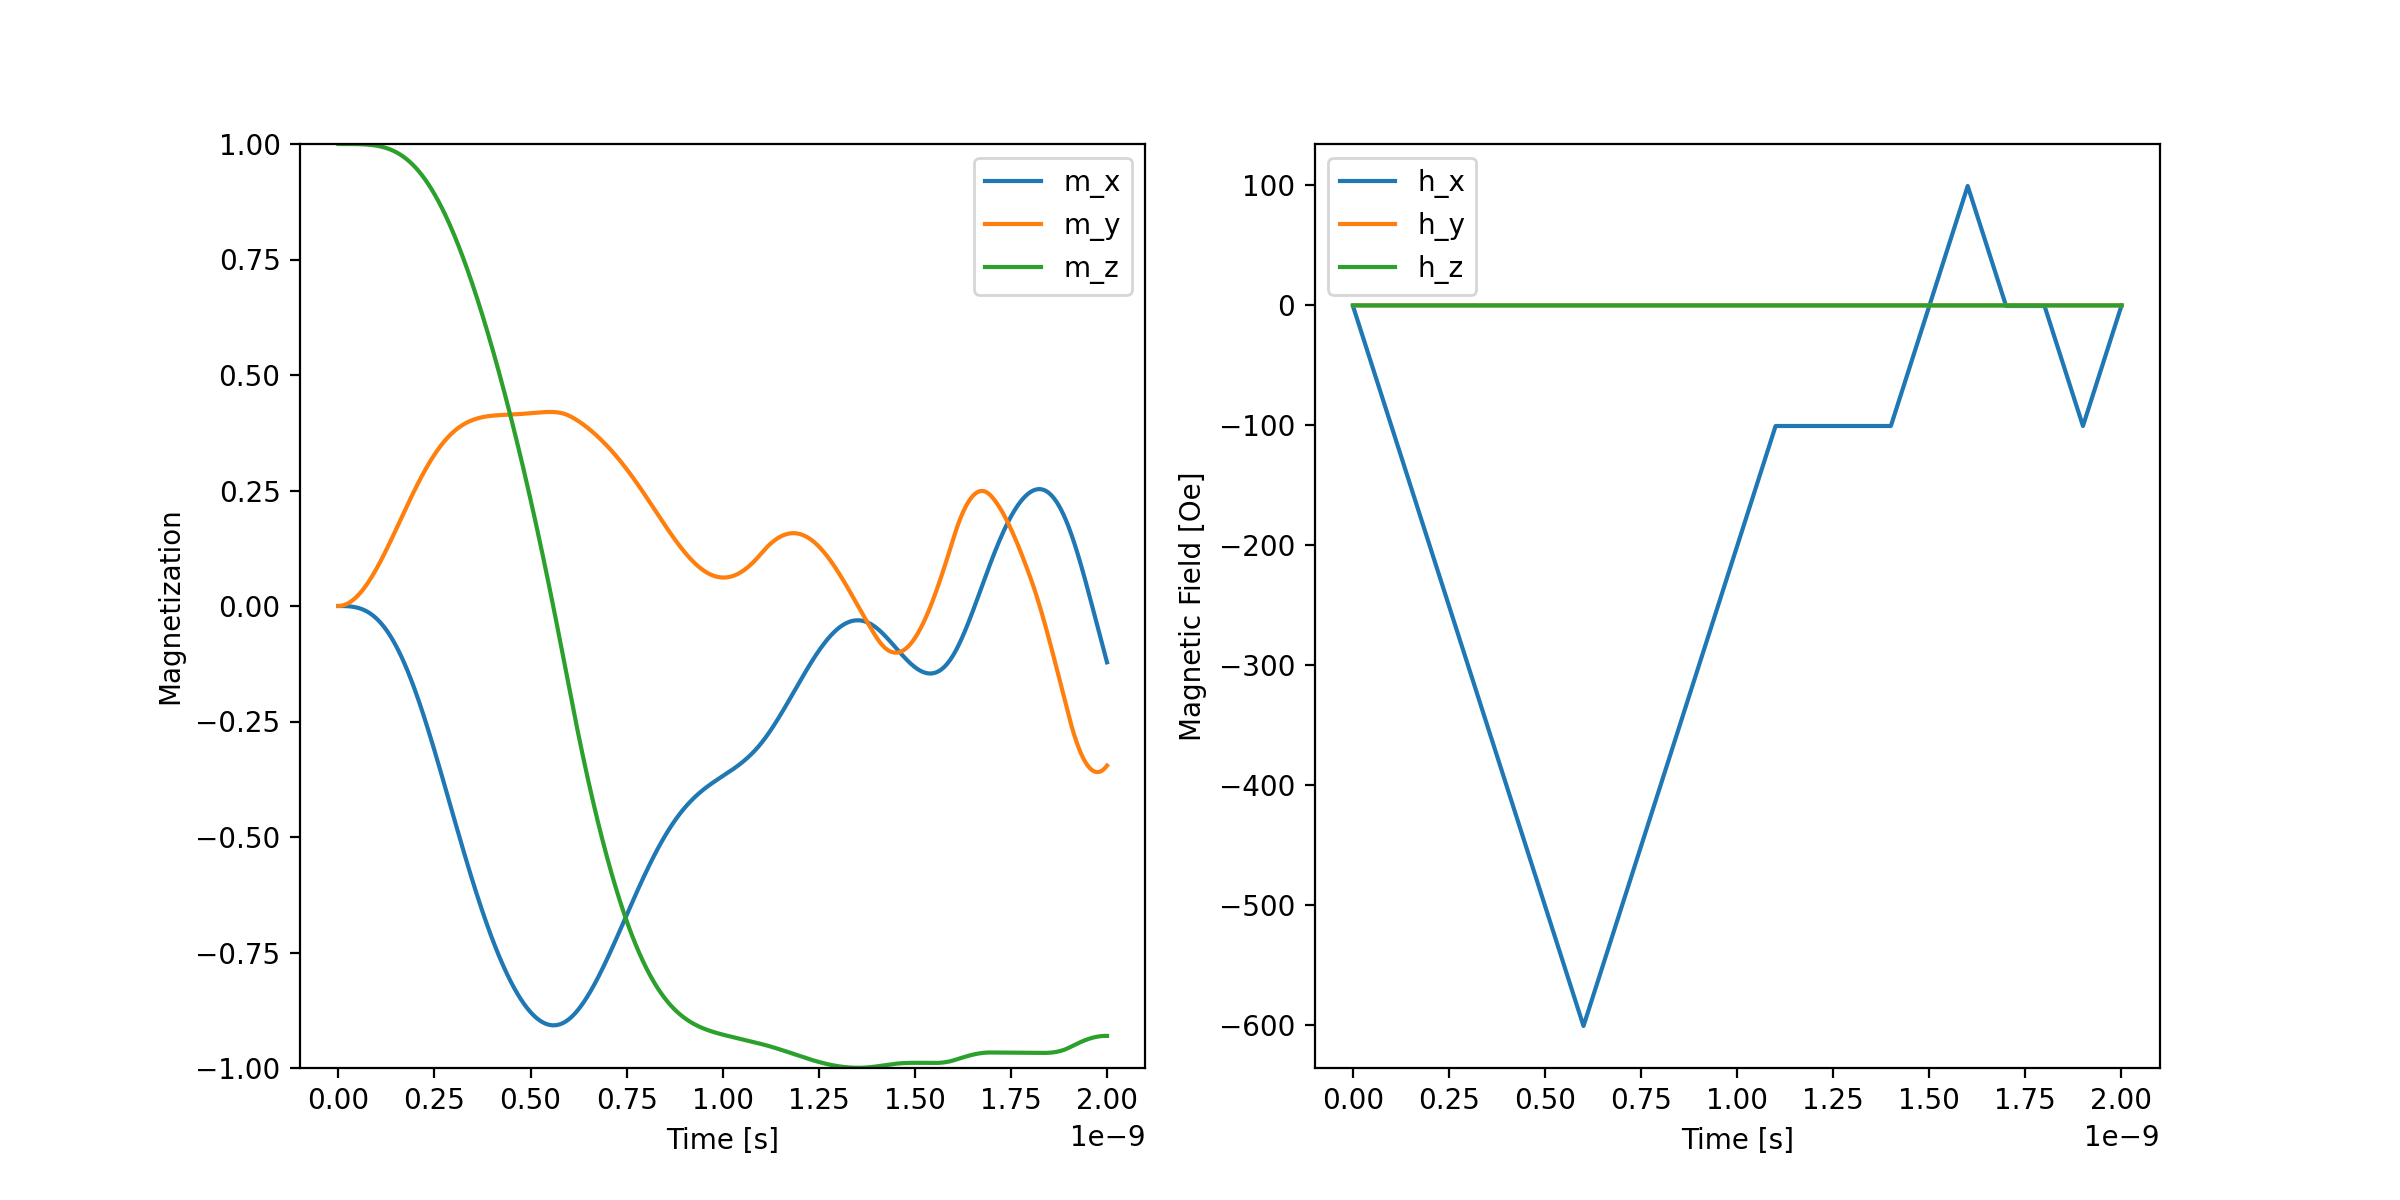 1.00
0.75
0.50
0.25
0.00
−0.25
−0.50
−0.75
−1.00
Magnetization
m_x
m_y
m_z
0.00 0.25 0.50 0.75 1.00 1.25 1.50 1.75 2.00
Time [s]
1e−9
100
0
−100
−200
−300
−400
−500
−600
Magnetic Field [Oe]
h_x
h_y
h_z
0.00 0.25 0.50 0.75 1.00 1.25 1.50 1.75 2.00
Time [s]
1e−9